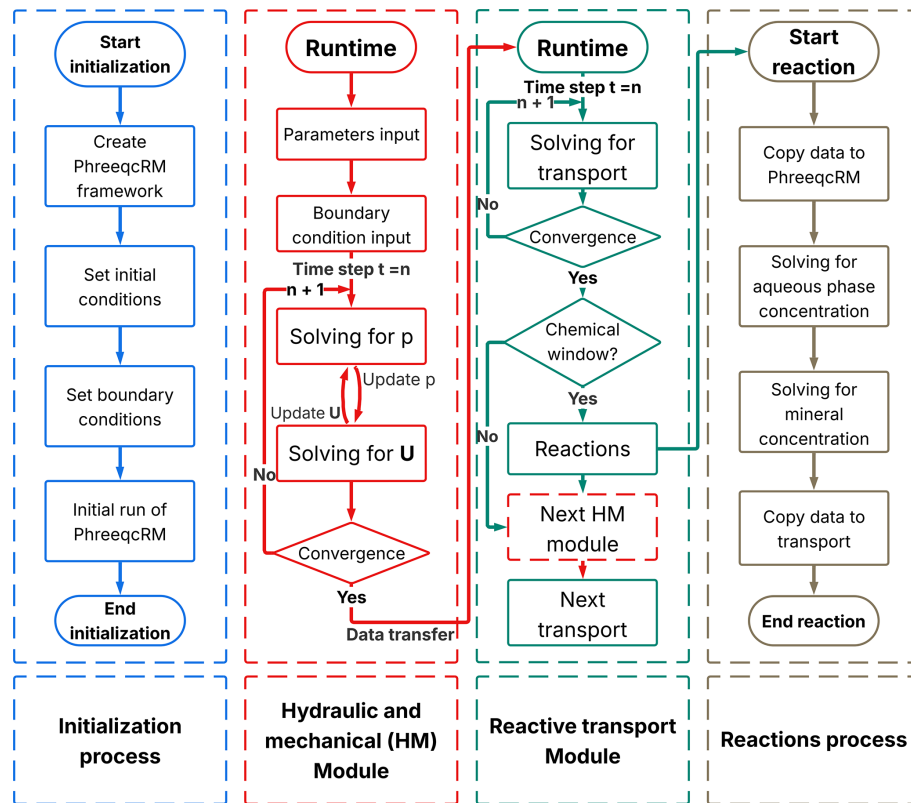 Start
initialization
Create
PhreeqcRM
framework
Set initial
conditions
Set boundary
conditions
Initial run of
PhreeqcRM
End
initialization
Initialization
process
Runtime
Parameters input
Boundary
condition input
Time step t =n
n + 1
Solving for p
Update p
Update U
Solving for U
No
Convergence
Yes
Data transfer
Hydraulic and
mechanical (HM)
Module
Runtime
Time step t =n
n + 1
Solving for
transport
No
Convergence
Yes
Chemical
window?
Yes
No
Reactions
Next HM
module
Next
transport
Reactive transport
Module
Start
reaction
Copy data to
PhreeqcRM
Solving for
aqueous phase
concentration
Solving for
mineral
concentration
Copy data to
transport
End reaction
Reactions process